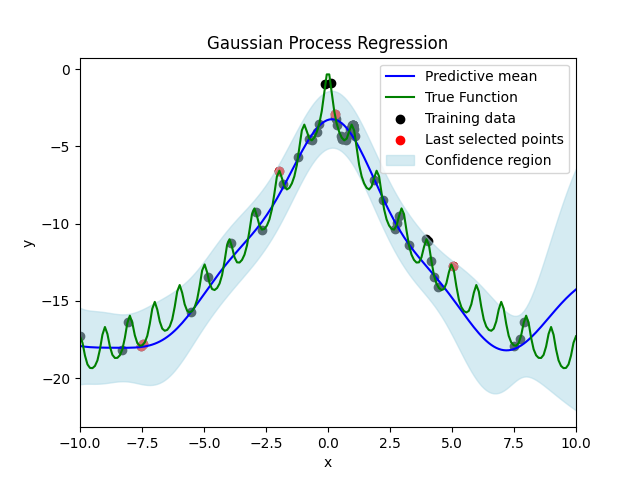 Gaussian Process Regression
Predictive mean
True Function
Training data
Last selected points
Confidence region
0
−5
−10
−15
−20
y
−10.0 −7.5 −5.0 −2.5 0.0 2.5 5.0 7.5 10.0
x